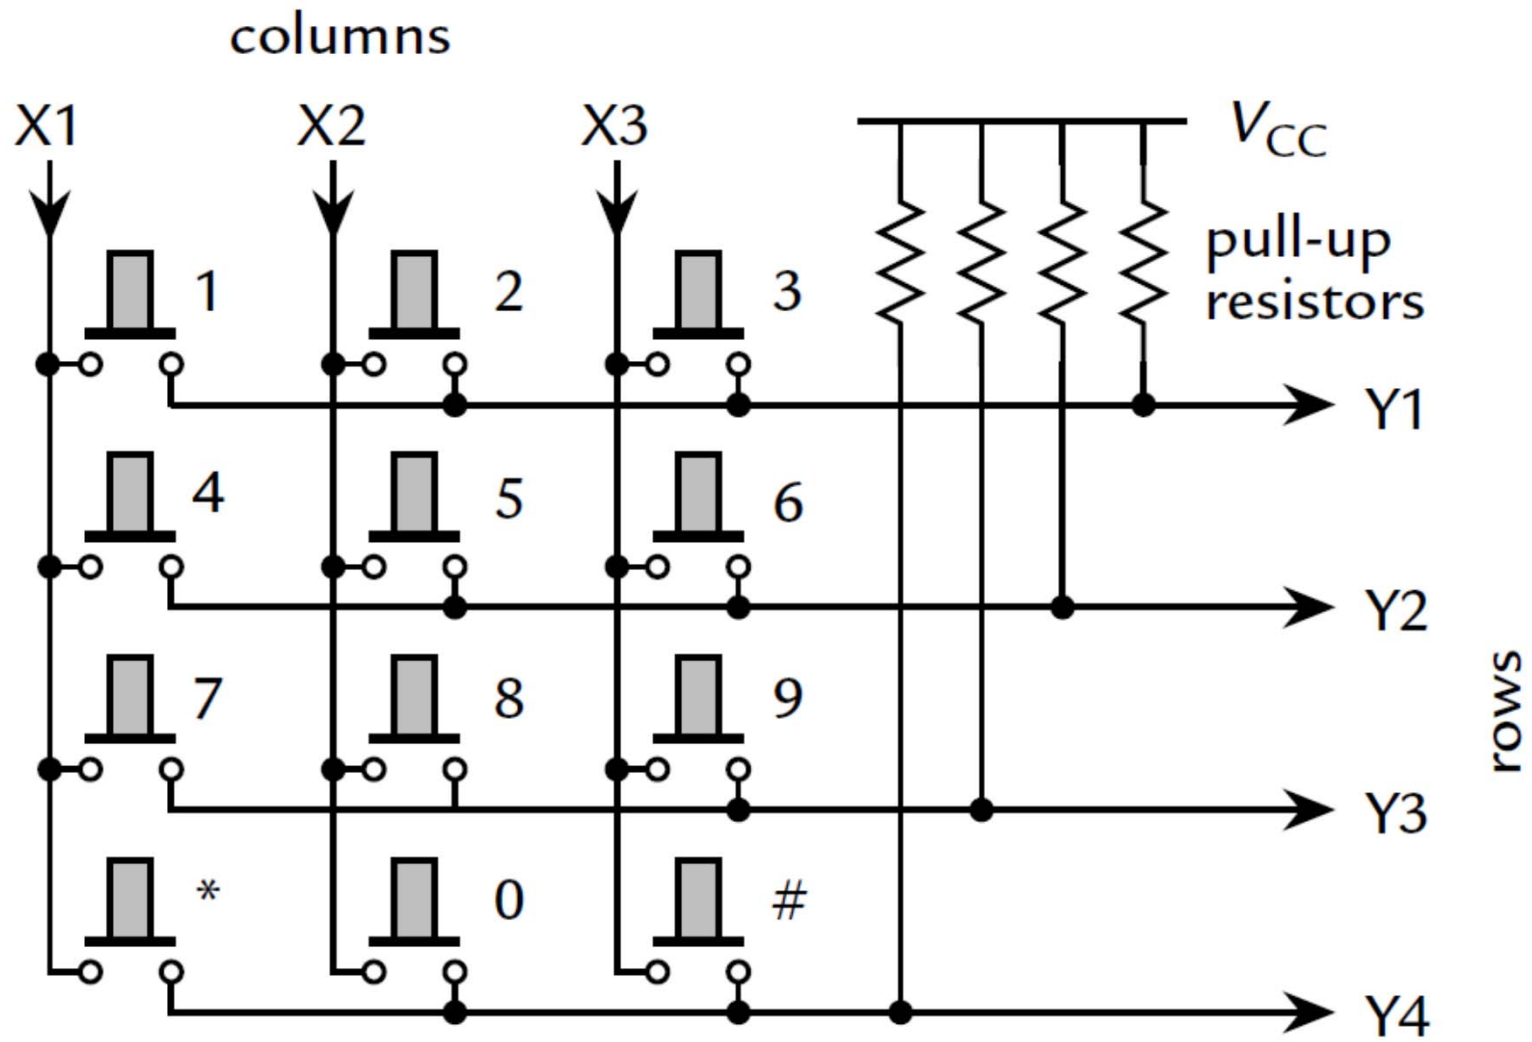 columns
X1 X2 X3
V_CC
pull-up
resistors
1 2 3
Y1
4 5 6
Y2
7 8 9
Y3
* 0 #
Y4
rows